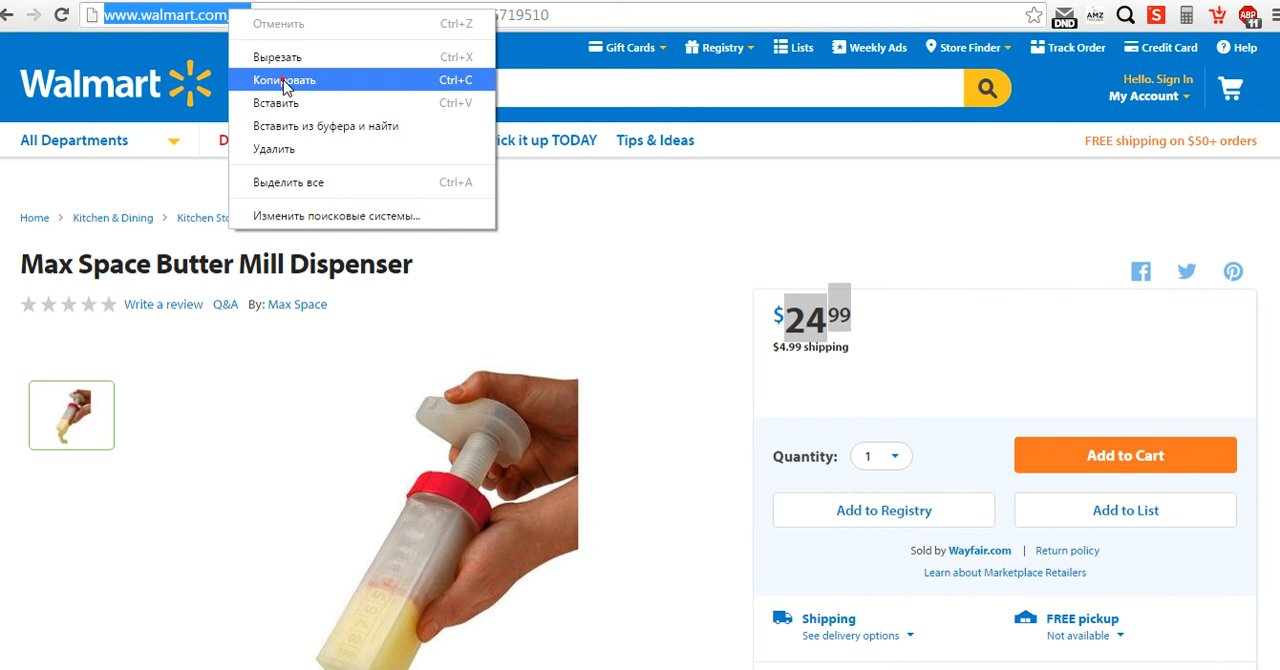 www.walmart.com
5719510
DND
AMZ
S
ABP
11
Отменить Ctrl+Z
Вырезать Ctrl+X
Копировать Ctrl+C
Вставить Ctrl+V
Вставить из буфера и найти
Удалить
Выделить все Ctrl+A
Изменить поисковые системы...
Gift Cards Registry Lists Weekly Ads Store Finder Track Order Credit Card Help
Walmart
Hello. Sign In
My Account
All Departments D ick it up TODAY Tips & Ideas FREE shipping on $50+ orders
Home > Kitchen & Dining > Kitchen Sto
Max Space Butter Mill Dispenser
Write a review Q&A By: Max Space
$24 99
$4.99 shipping
Quantity: 1 Add to Cart
Add to Registry Add to List
Sold by Wayfair.com | Return policy
Learn about Marketplace Retailers
Shipping FREE pickup
See delivery options Not available